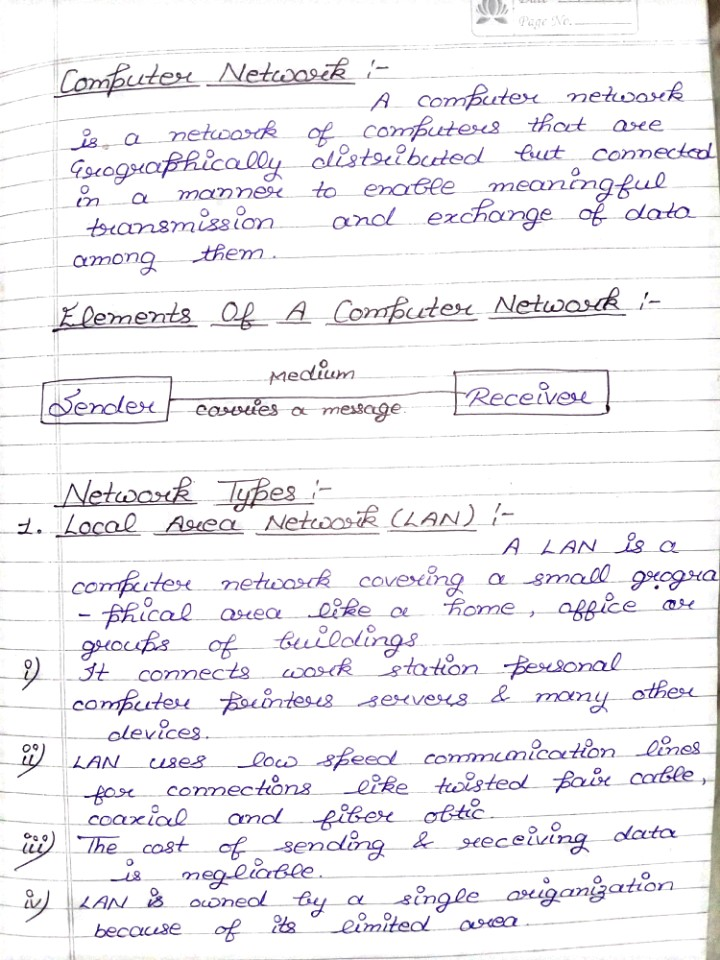 Page No.
Computer Network :-
A computer network
is a network of computers that are
Geographically distributed but connected
in a manner to enable meaningful
transmission and exchange of data
among them.
Elements Of A Computer Network :-
Medium
Sender
Receiver
carries a message.
Network Types :-
1. Local Area Network (LAN) :-
A LAN is a
computer network covering a small grogra
- phical area like a home, office or
groups of buildings
i) It connects work station personal
computer printers servers & many other
devices.
ii) LAN uses low speed communication lines
for connections like twisted pair cable,
coaxial and fiber obtic.
iii) The cost of sending & receiving data
is negliable.
iv) LAN is owned by a single origanization
because of its limited area.